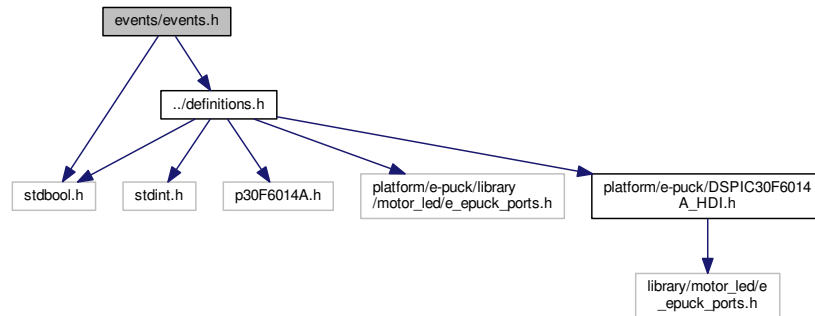 events/events.h
../definitions.h
stdbool.h
stdint.h
p30F6014A.h
platform/e-puck/library
/motor_led/e_epuck_ports.h
platform/e-puck/DSPIC30F6014
A_HDI.h
library/motor_led/e
_epuck_ports.h